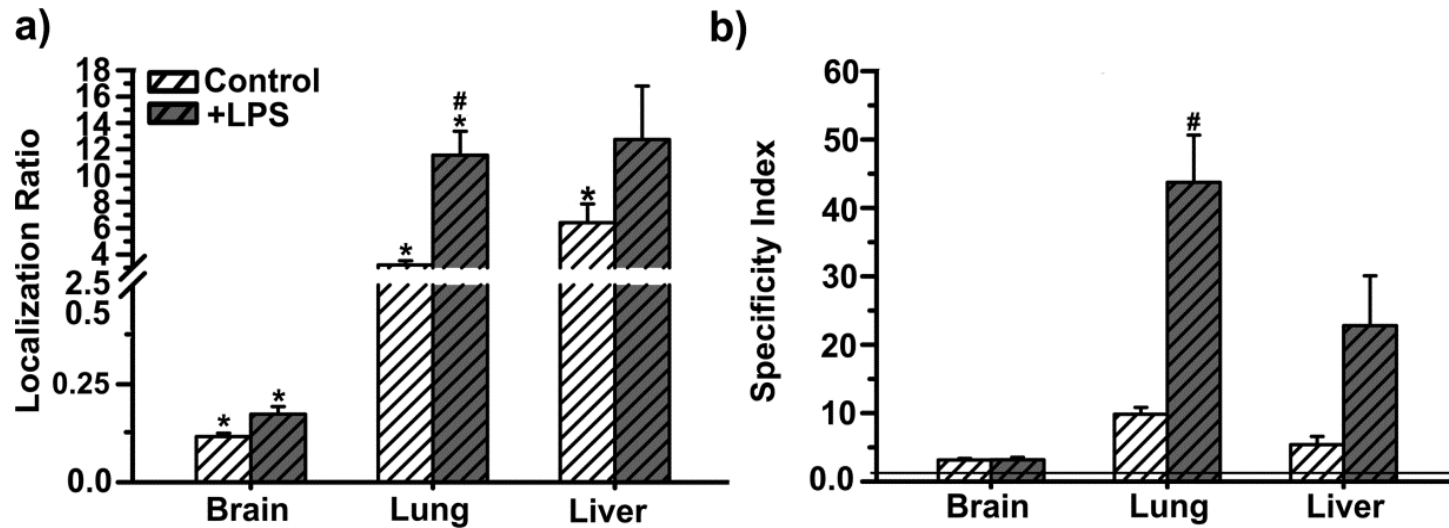 a)
Localization Ratio
18
16
14
12
10
8
6
4
2.5
0.5
0.25
0.0
Control
+LPS
*
*
*
#
*
*
Brain
Lung
Liver
b)
Specificity Index
60
50
40
30
20
10
0.0
#
Brain
Lung
Liver